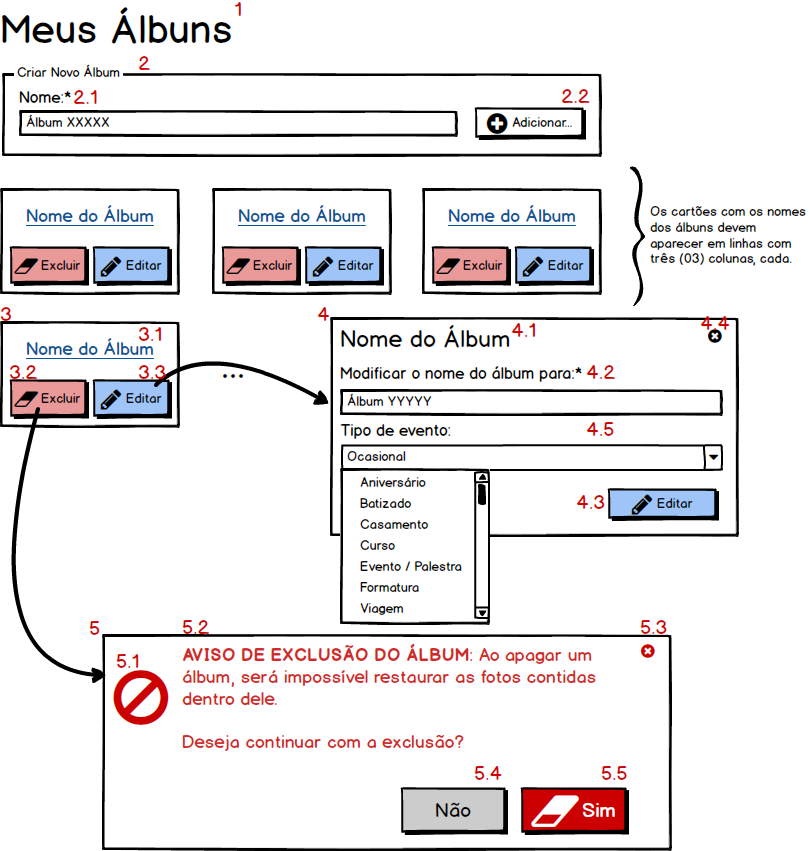 Meus Álbuns 1
Criar Novo Álbum 2
Nome:* 2.1
2.2
Álbum XXXXX
Adicionar...
Nome do Álbum
Excluir Editar
Nome do Álbum
Excluir Editar
Nome do Álbum
Excluir Editar
Os cartões com os nomes
dos álbuns devem
aparecer em linhas com
três (03) colunas, cada.
3
3.1
Nome do Álbum
3.2 3.3
Excluir Editar
...
4
Nome do Álbum 4.1
4.4
Modificar o nome do álbum para:* 4.2
Álbum YYYYY
Tipo de evento: 4.5
Ocasional
Aniversário
Batizado
Casamento
Curso
Evento / Palestra
Formatura
Viagem
4.3 Editar
5
5.1
5.2
5.3
AVISO DE EXCLUSÃO DO ÁLBUM: Ao apagar um
álbum, será impossível restaurar as fotos contidas
dentro dele.
Deseja continuar com a exclusão?
5.4 5.5
Não Sim